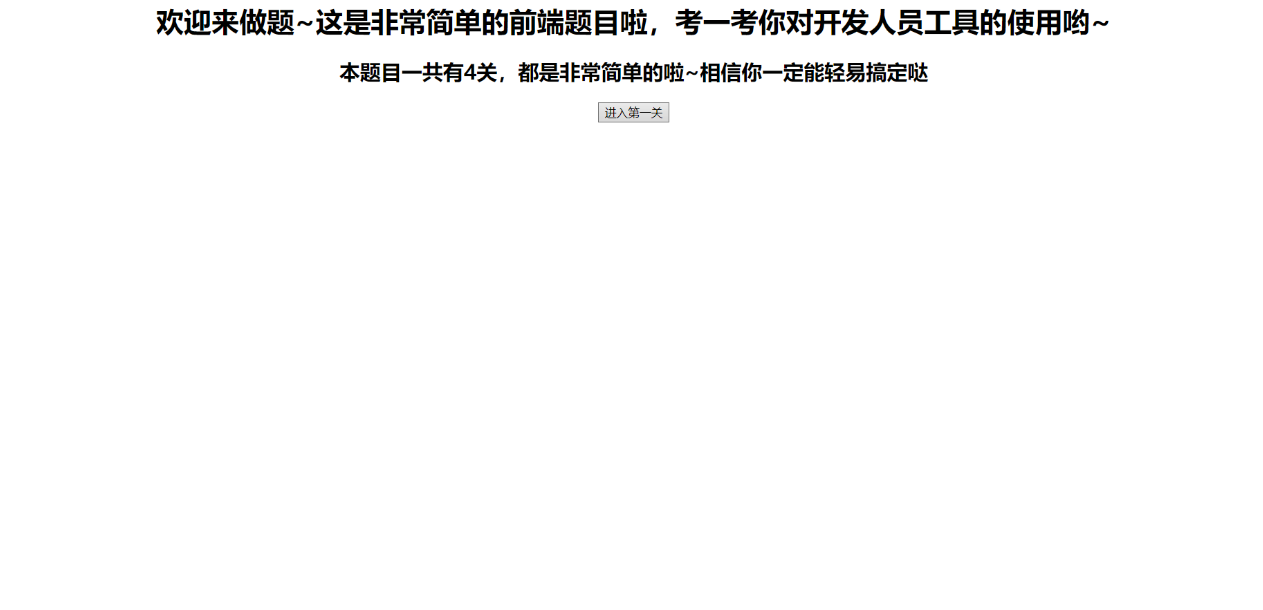 欢迎来做题~这是非常简单的前端题目啦，考一考你对开发人员工具的使用哟~
本题目一共有4关，都是非常简单的啦~相信你一定能轻易搞定哒
进入第一关